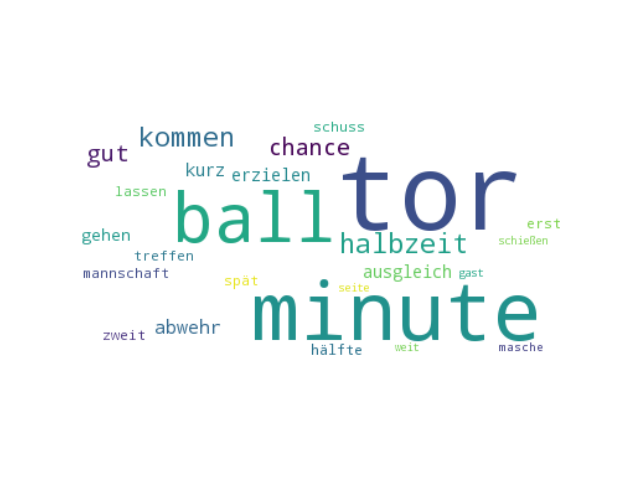 schuss
kommen
chance
gut
kurz
erzielen
tor
lassen
ball
erst
gehen
halbzeit
schießen
treffen
mannschaft
ausgleich
gast
spät
seite
minute
zweit
abwehr
hälfte
weit
masche